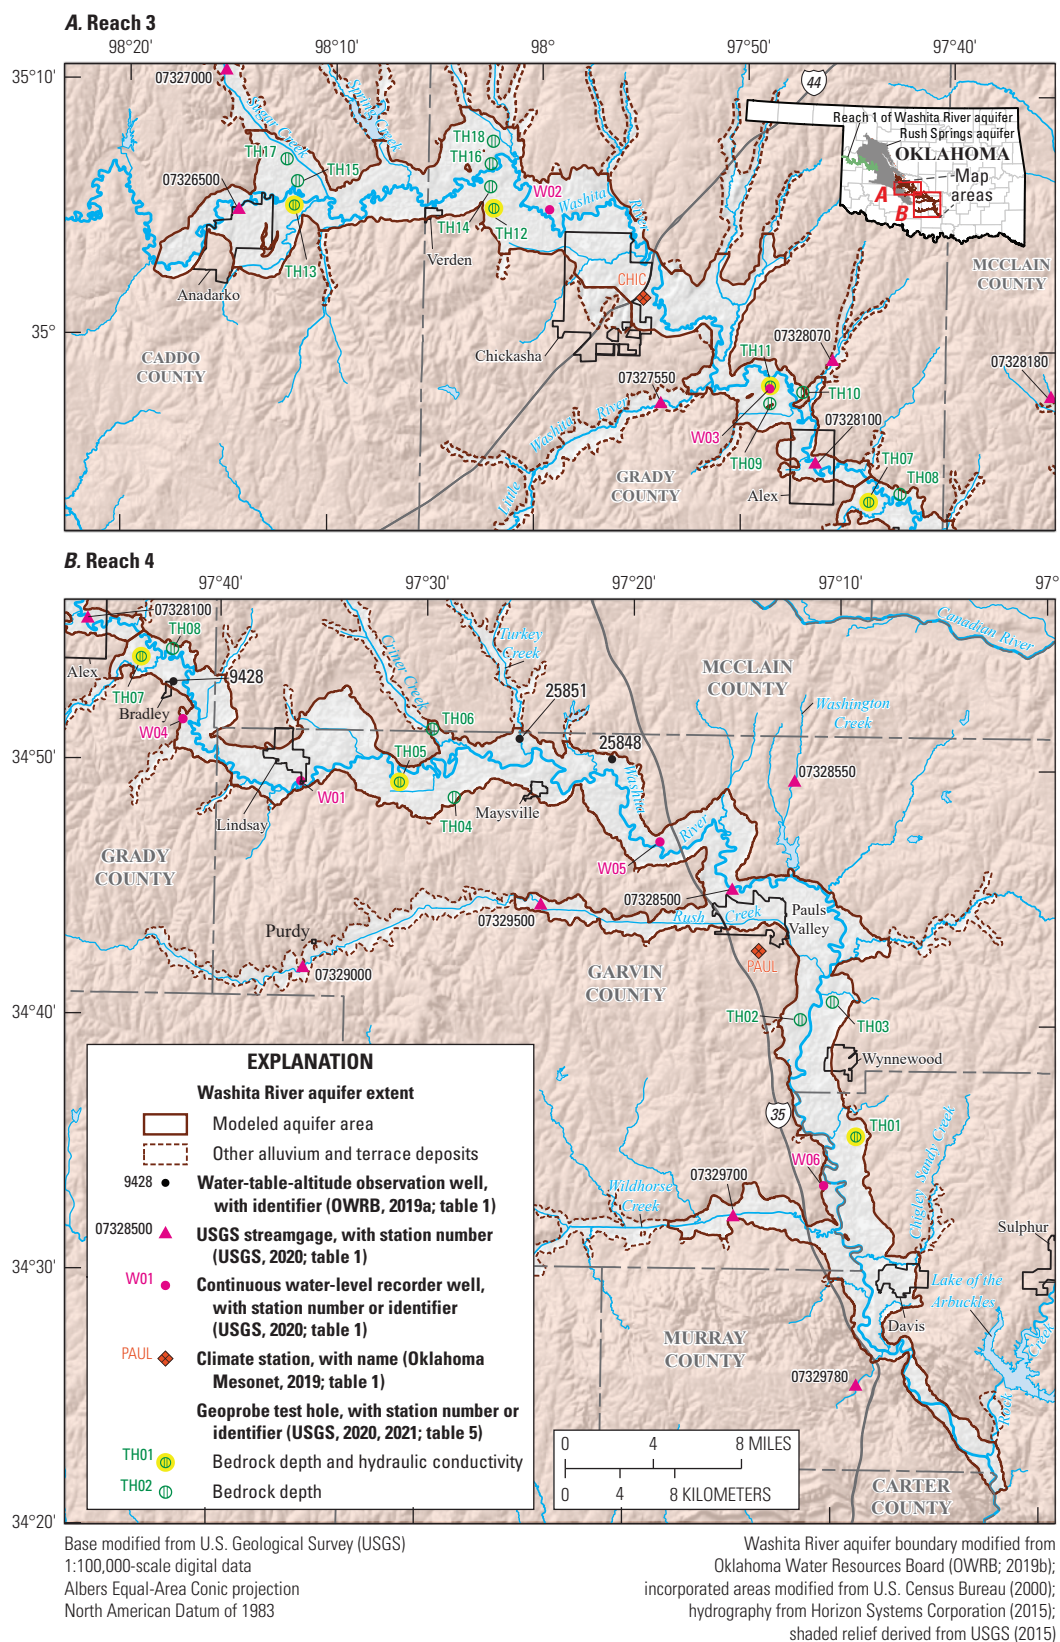 A. Reach 3
98°20'
98°10'
98°
97°50'
97°40'
35°10'
07327000
44
Sugar Creek
Spring Creek
Reach 1 of Washita River aquifer
Rush Springs aquifer
OKLAHOMA
Map
areas
A
B
TH17
TH15
TH18
TH16
07326500
W02
Washita
River
TH14
TH12
TH13
Verden
Anadarko
MCCLAIN
COUNTY
CHIC
35°
Chickasha
CADDO
COUNTY
07328070
TH11
07328180
07327550
TH10
Little
Washita
River
W03
07328100
TH09
TH07
TH08
GRADY
COUNTY
Alex
B. Reach 4
97°40'
97°30'
97°20'
97°10'
97°
07328100
TH08
Criner Creek
Turkey
Creek
Canadian River
Alex
9428
TH07
Bradley
W04
25851
MCCLAIN
COUNTY
Washington
Creek
TH06
25848
34°50'
TH05
Washita
River
07328550
W01
Lindsay
TH04
Maysville
GRADY
COUNTY
W05
07328500
07329500
Rush Creek
Pauls
Valley
Purdy
07329000
PAUL
GARVIN
COUNTY
34°40'
TH02
TH03
Wynnewood
35
TH01
W06
07329700
Wildhorse
Creek
Chigley Sandy Creek
Sulphur
34°30'
Lake of the
Arbuckles
Davis
MURRAY
COUNTY
07329780
Rock
Creek
CARTER
COUNTY
34°20'
EXPLANATION
Washita River aquifer extent
Modeled aquifer area
Other alluvium and terrace deposits
9428 Water-table-altitude observation well,
with identifier (OWRB, 2019a; table 1)
07328500 USGS streamgage, with station number
(USGS, 2020; table 1)
W01 Continuous water-level recorder well,
with station number or identifier
(USGS, 2020; table 1)
PAUL Climate station, with name (Oklahoma
Mesonet, 2019; table 1)
Geoprobe test hole, with station number or
identifier (USGS, 2020, 2021; table 5)
TH01 Bedrock depth and hydraulic conductivity
TH02 Bedrock depth
0 4 8 MILES
0 4 8 KILOMETERS
Base modified from U.S. Geological Survey (USGS)
1:100,000-scale digital data
Albers Equal-Area Conic projection
North American Datum of 1983
Washita River aquifer boundary modified from
Oklahoma Water Resources Board (OWRB; 2019b);
incorporated areas modified from U.S. Census Bureau (2000);
hydrography from Horizon Systems Corporation (2015);
shaded relief derived from USGS (2015)